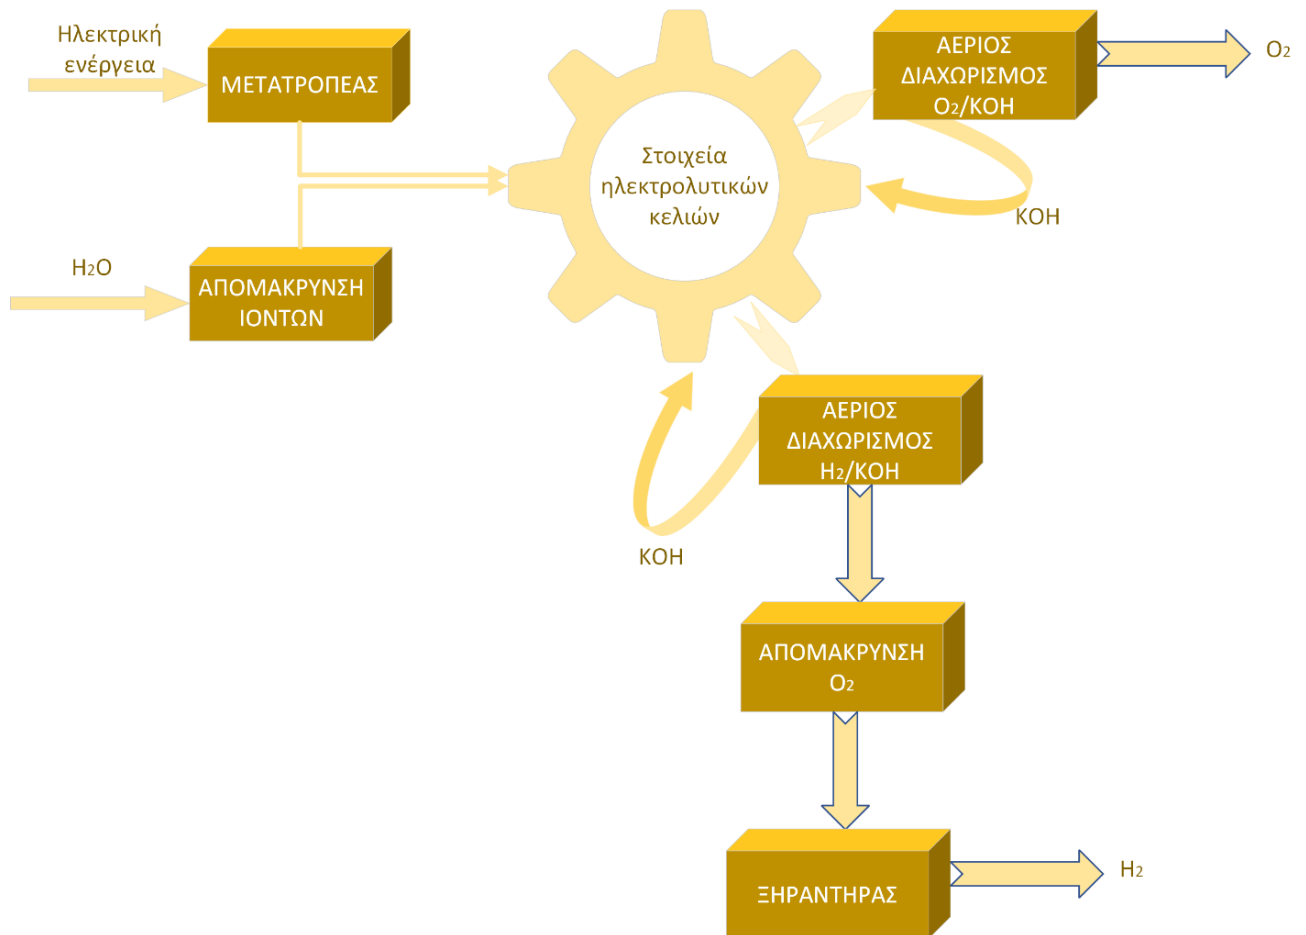 Ηλεκτρική
ενέργεια
ΜΕΤΑΤΡΟΠΕΑΣ
H2O
ΑΠΟΜΑΚΡΥΝΣΗ
ΙΟΝΤΩΝ
Στοιχεία
ηλεκτρολυτικών
κελιών
ΑΕΡΙΟΣ
ΔΙΑΧΩΡΙΣΜΟΣ
O2/KOH
O2
KOH
ΑΕΡΙΟΣ
ΔΙΑΧΩΡΙΣΜΟΣ
H2/KOH
KOH
ΑΠΟΜΑΚΡΥΝΣΗ
O2
ΞΗΡΑΝΤΗΡΑΣ
H2